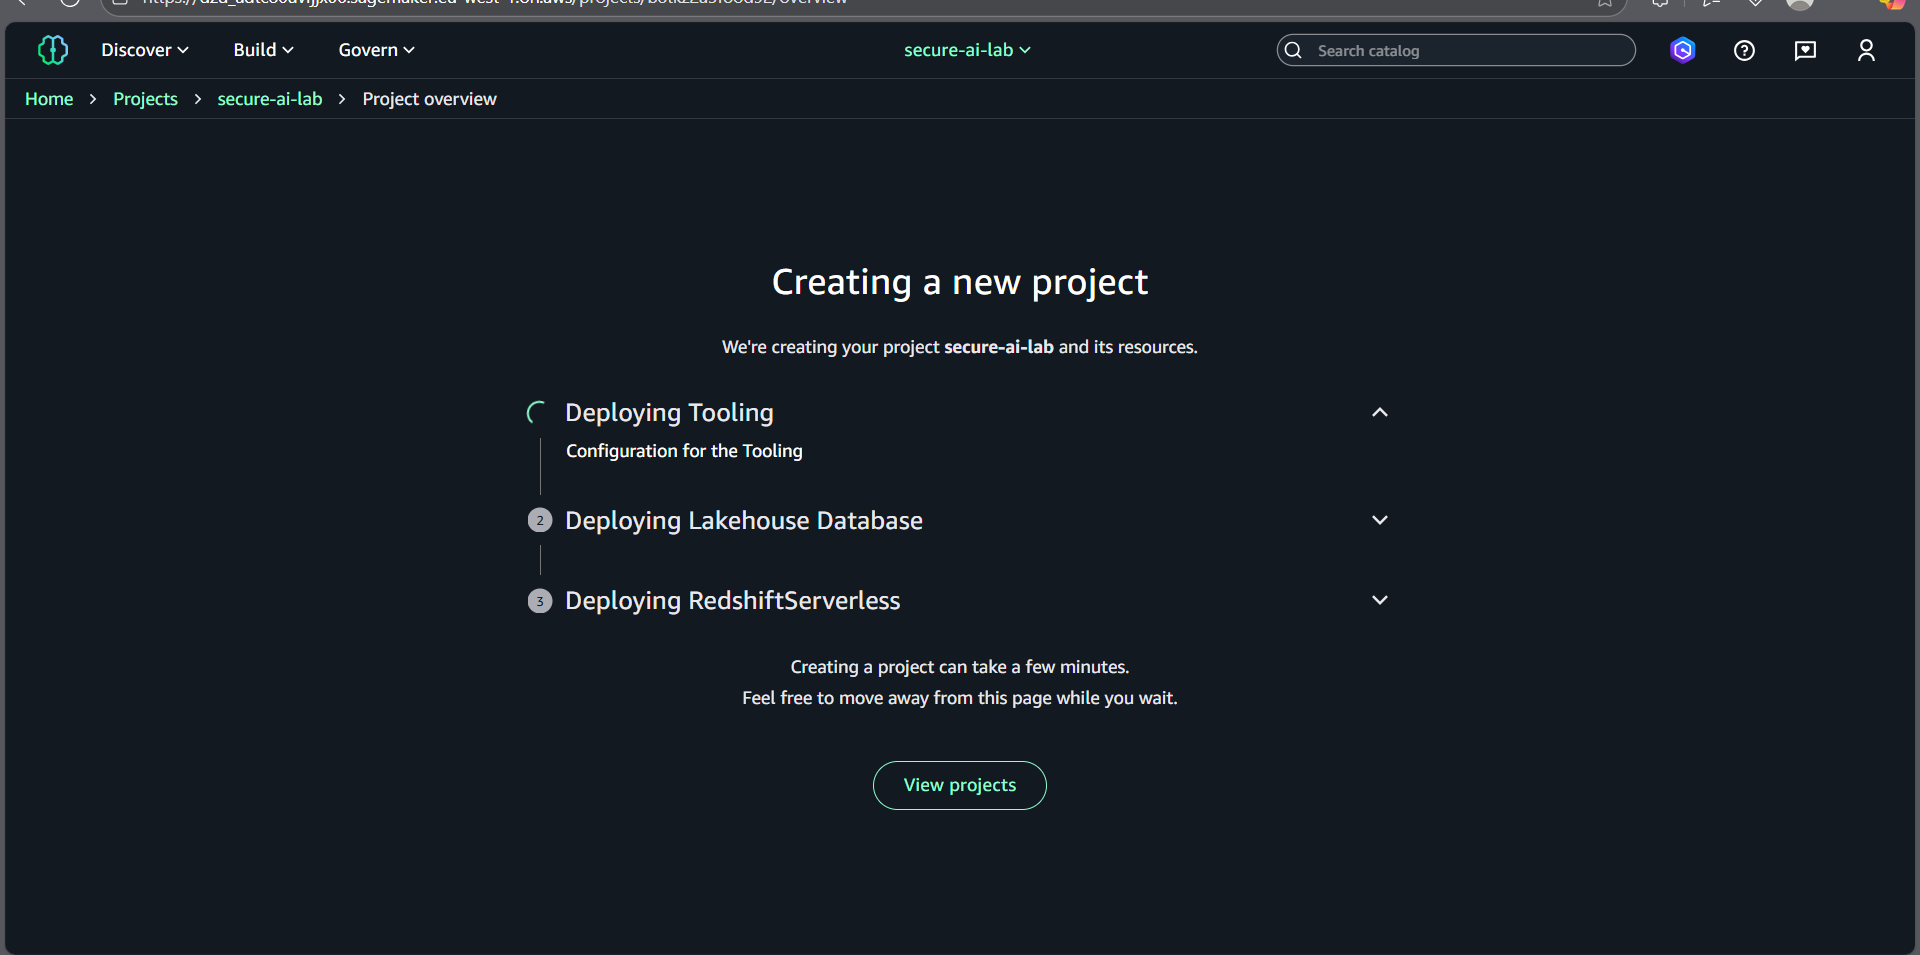 Discover
Build
Govern
secure-ai-lab
Search catalog
Home > Projects > secure-ai-lab > Project overview
Creating a new project
We're creating your project secure-ai-lab and its resources.
Deploying Tooling
Configuration for the Tooling
2 Deploying Lakehouse Database
3 Deploying RedshiftServerless
Creating a project can take a few minutes.
Feel free to move away from this page while you wait.
View projects